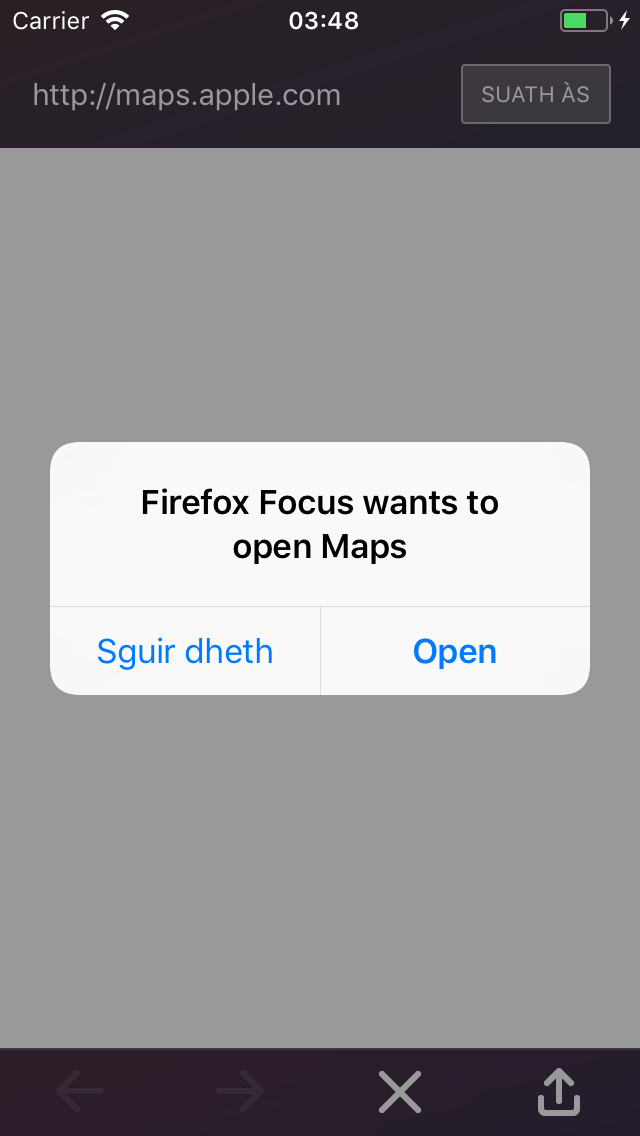 Carrier 03:48
http://maps.apple.com SUATH ÀS
Firefox Focus wants to
open Maps
Sguir dheth Open